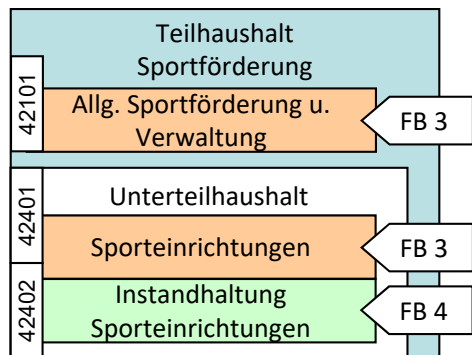 Teilhaushalt
Sportförderung
42101
Allg. Sportförderung u.
Verwaltung
FB 3
Unterteilhaushalt
42401
Sporteinrichtungen
FB 3
42402
Instandhaltung
Sporteinrichtungen
FB 4